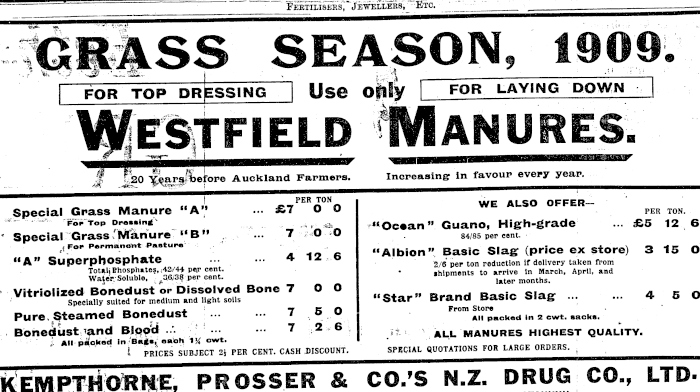 FERTILISERS, JEWELLERS, ETC.
GRASS SEASON, 1909.
FOR TOP DRESSING Use only FOR LAYING DOWN
WESTFIELD MANURES.
20 Years before Auckland Farmers. Increasing in favour every year.
PER TON
Special Grass Manure "A" ... £7 0 0
For Top Dressing
Special Grass Manure "B" ... 7 0 0
For Permanent Pasture
"A" Superphosphate ... ... 4 12 6
Total Phosphates, 42/44 per cent.
Water Soluble, 36/38 per cent.
Vitriolized Bonedust or Dissolved Bone 7 0 0
Specially suited for medium and light soils
Pure Steamed Bonedust ... 7 5 0
Bonedust and Blood ... ... 7 2 6
All packed in Bags, each 1½ cwt.
PRICES SUBJECT 2½ PER CENT. CASH DISCOUNT.
WE ALSO OFFER—
PER TON.
"Ocean" Guano, High-grade ... £5 12 6
84/85 per cent.
"Albion" Basic Slag (price ex store) 3 15 0
2/6 per ton reduction if delivery taken from
shipments to arrive in March, April, and
later months.
"Star" Brand Basic Slag ... ... 4 5 0
From Store
All packed in 2 cwt. sacks.
ALL MANURES HIGHEST QUALITY.
SPECIAL QUOTATIONS FOR LARGE ORDERS.
KEMPTHORNE, PROSSER & CO.'S N.Z. DRUG CO., LTD.